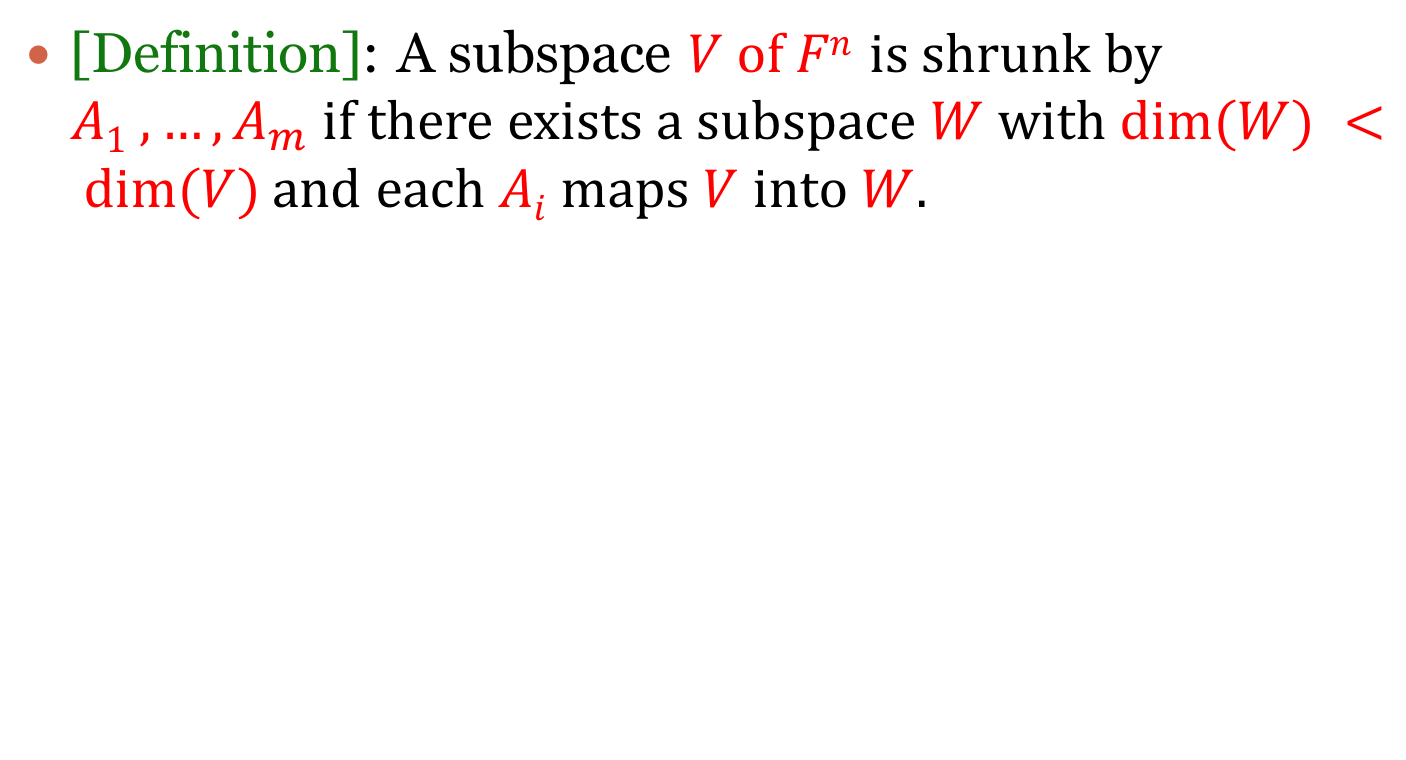 • [Definition]: A subspace V of Fⁿ is shrunk by
A₁ , … , Aₘ if there exists a subspace W with dim(W) <
dim(V) and each Aᵢ maps V into W.